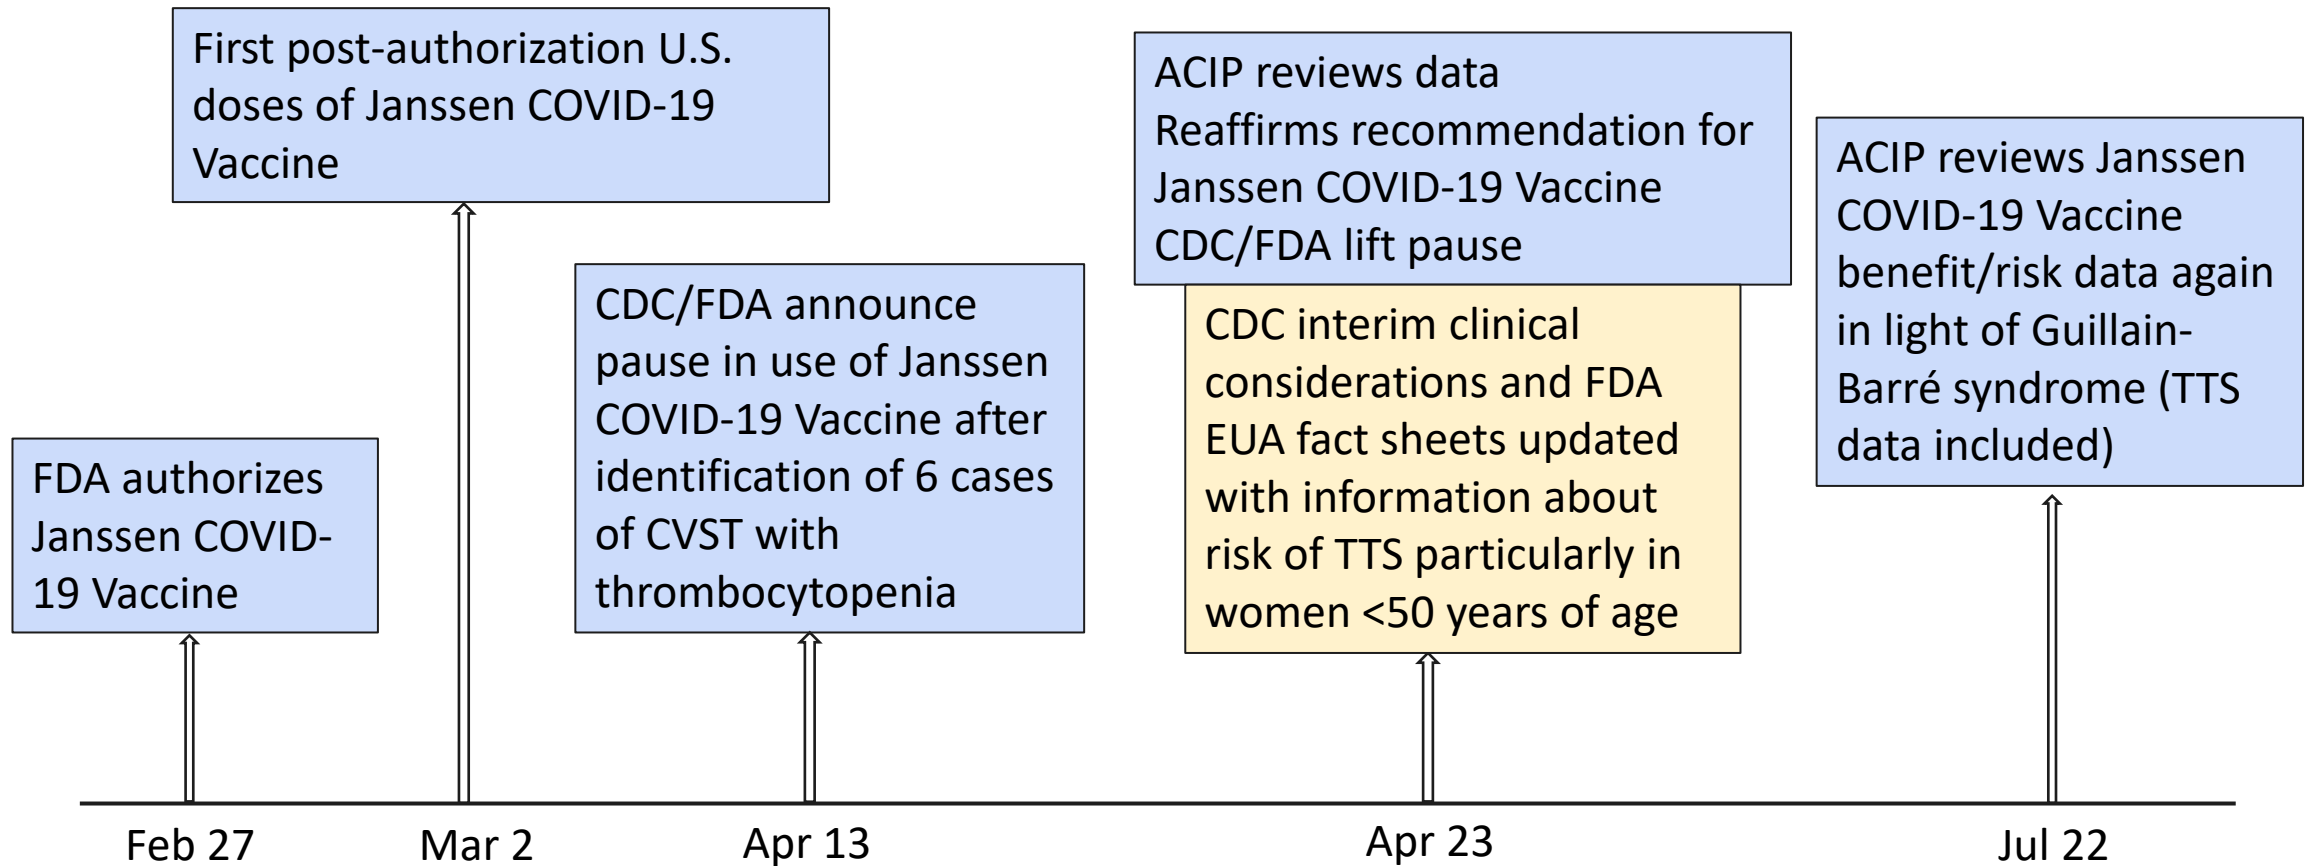 First post-authorization U.S.
doses of Janssen COVID-19
Vaccine
ACIP reviews data
Reaffirms recommendation for
Janssen COVID-19 Vaccine
CDC/FDA lift pause
ACIP reviews Janssen
COVID-19 Vaccine
benefit/risk data again
in light of Guillain-
Barré syndrome (TTS
data included)
CDC/FDA announce
pause in use of Janssen
COVID-19 Vaccine after
identification of 6 cases
of CVST with
thrombocytopenia
CDC interim clinical
considerations and FDA
EUA fact sheets updated
with information about
risk of TTS particularly in
women <50 years of age
FDA authorizes
Janssen COVID-
19 Vaccine
Feb 27
Mar 2
Apr 13
Apr 23
Jul 22